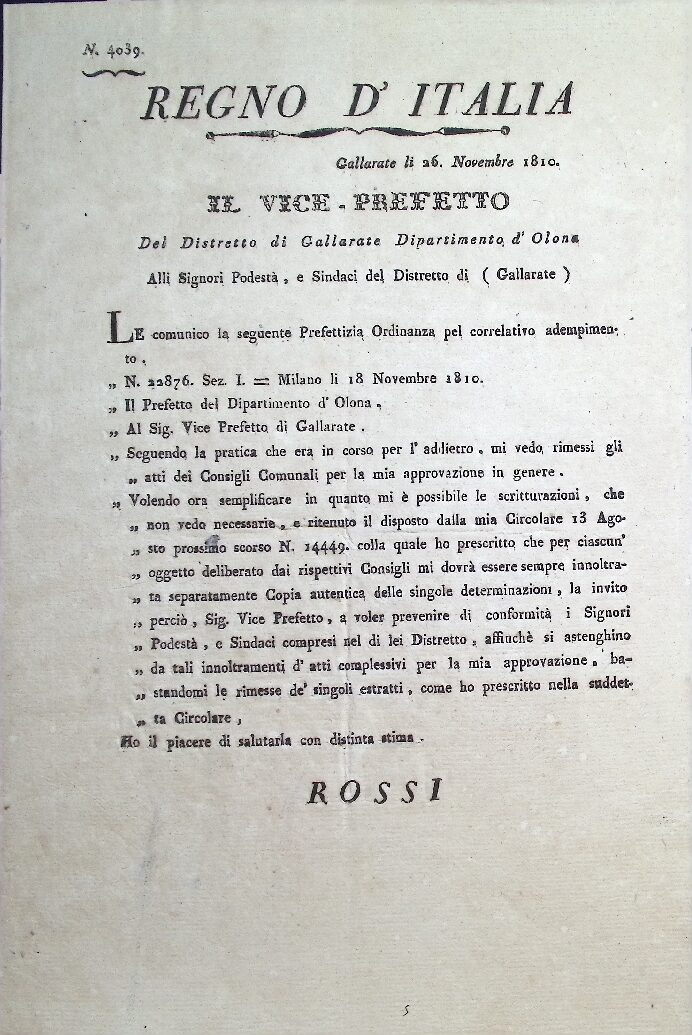 N. 4039.
REGNO D' ITALIA
Gallarate li 26. Novembre 1810.
IL VICE-PREFETTO
Del Distretto di Gallarate Dipartimento d' Olona
Alli Signori Podestà, e Sindaci del Distretto di ( Gallarate )
LE comunico la seguente Prefettizia Ordinanza pel correlativo adempimen-
to.
„ N. 22876. Sez. I. = Milano li 18 Novembre 1810.
„ Il Prefetto del Dipartimento d' Olona,
„ Al Sig. Vice Prefetto di Gallarate.
„ Seguendo la pratica che era in corso per l' addietro, mi vedo rimessi gli
„ atti dei Consigli Comunali per la mia approvazione in genere.
„ Volendo ora semplificare in quanto mi è possibile le scritturazioni, che
„ non vedo necessarie, e ritenuto il disposto dalla mia Circolare 13 Ago-
„ sto prossimo scorso N. 14449. colla quale ho prescritto che per ciascun'
„ oggetto deliberato dai rispettivi Consigli mi dovrà essere sempre innoltra-
„ ta separatamente Copia autentica delle singole determinazioni, la invito
„ perciò, Sig. Vice Prefetto, a voler prevenire di conformità i Signori
„ Podestà, e Sindaci compresi nel di lei Distretto, affinchè si astenghino
„ da tali innoltramenti d' atti complessivi per la mia approvazione, ba-
„ standomi le rimesse de' singoli estratti, come ho prescritto nella suddet-
„ ta Circolare,
Ho il piacere di salutarla con distinta stima.
ROSSI
5